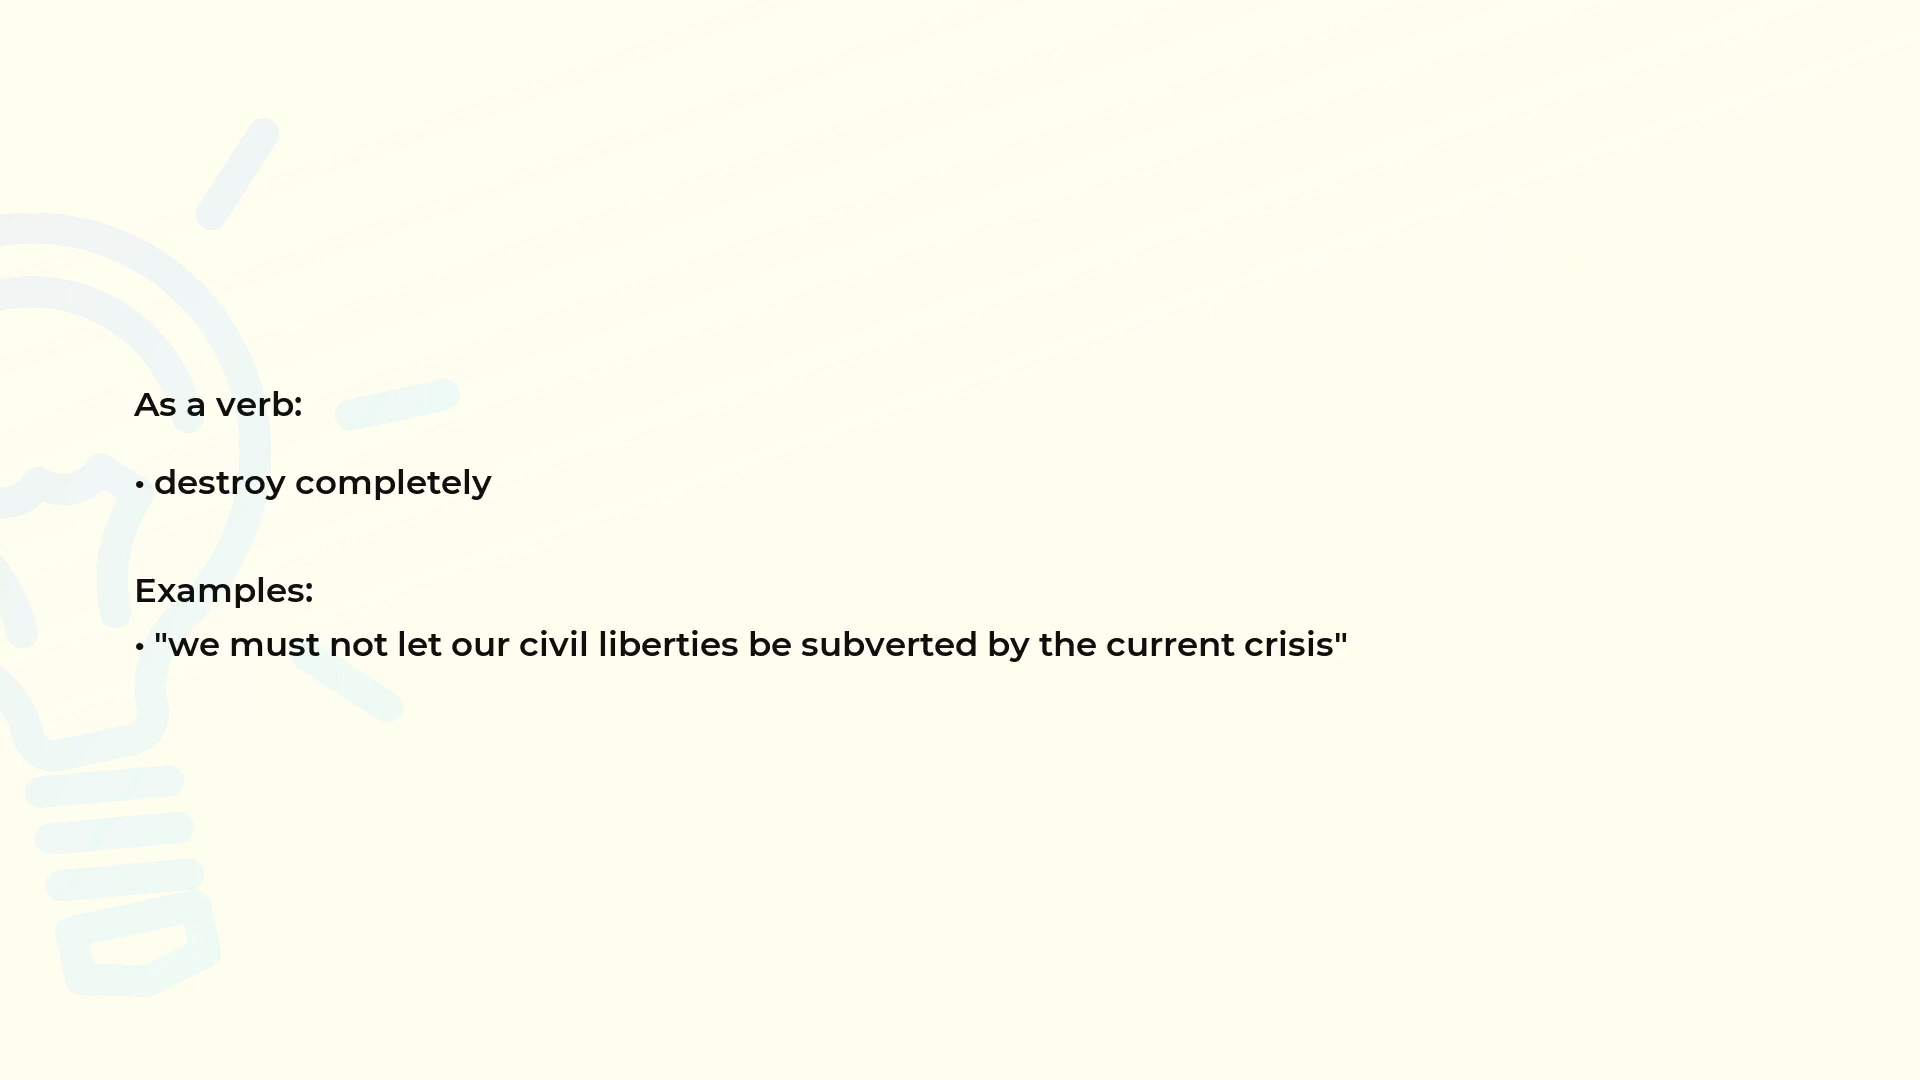 As a verb:
• destroy completely
Examples:
• "we must not let our civil liberties be subverted by the current crisis"